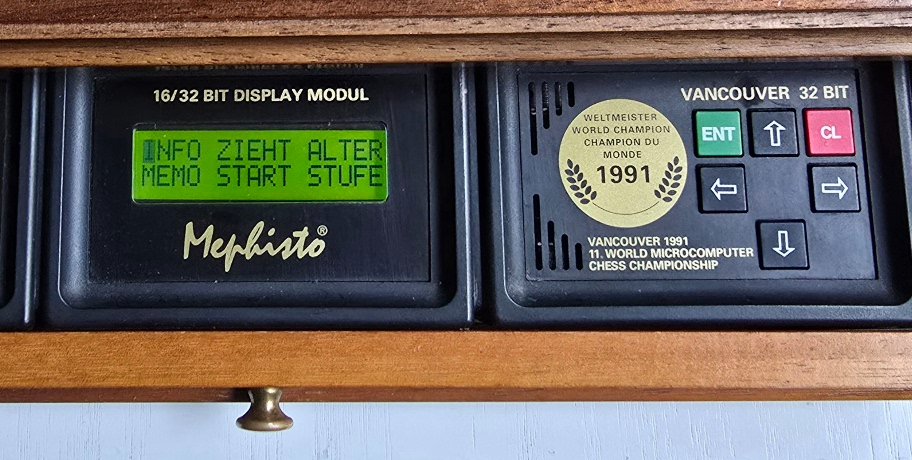 16/32 BIT DISPLAY MODUL
INFO ZIEHT ALTER
MEMO START STUFE
Mephisto®
VANCOUVER 32 BIT
WELTMEISTER
WORLD CHAMPION
CHAMPION DU
MONDE
1991
ENT
CL
VANCOUVER 1991
11. WORLD MICROCOMPUTER
CHESS CHAMPIONSHIP